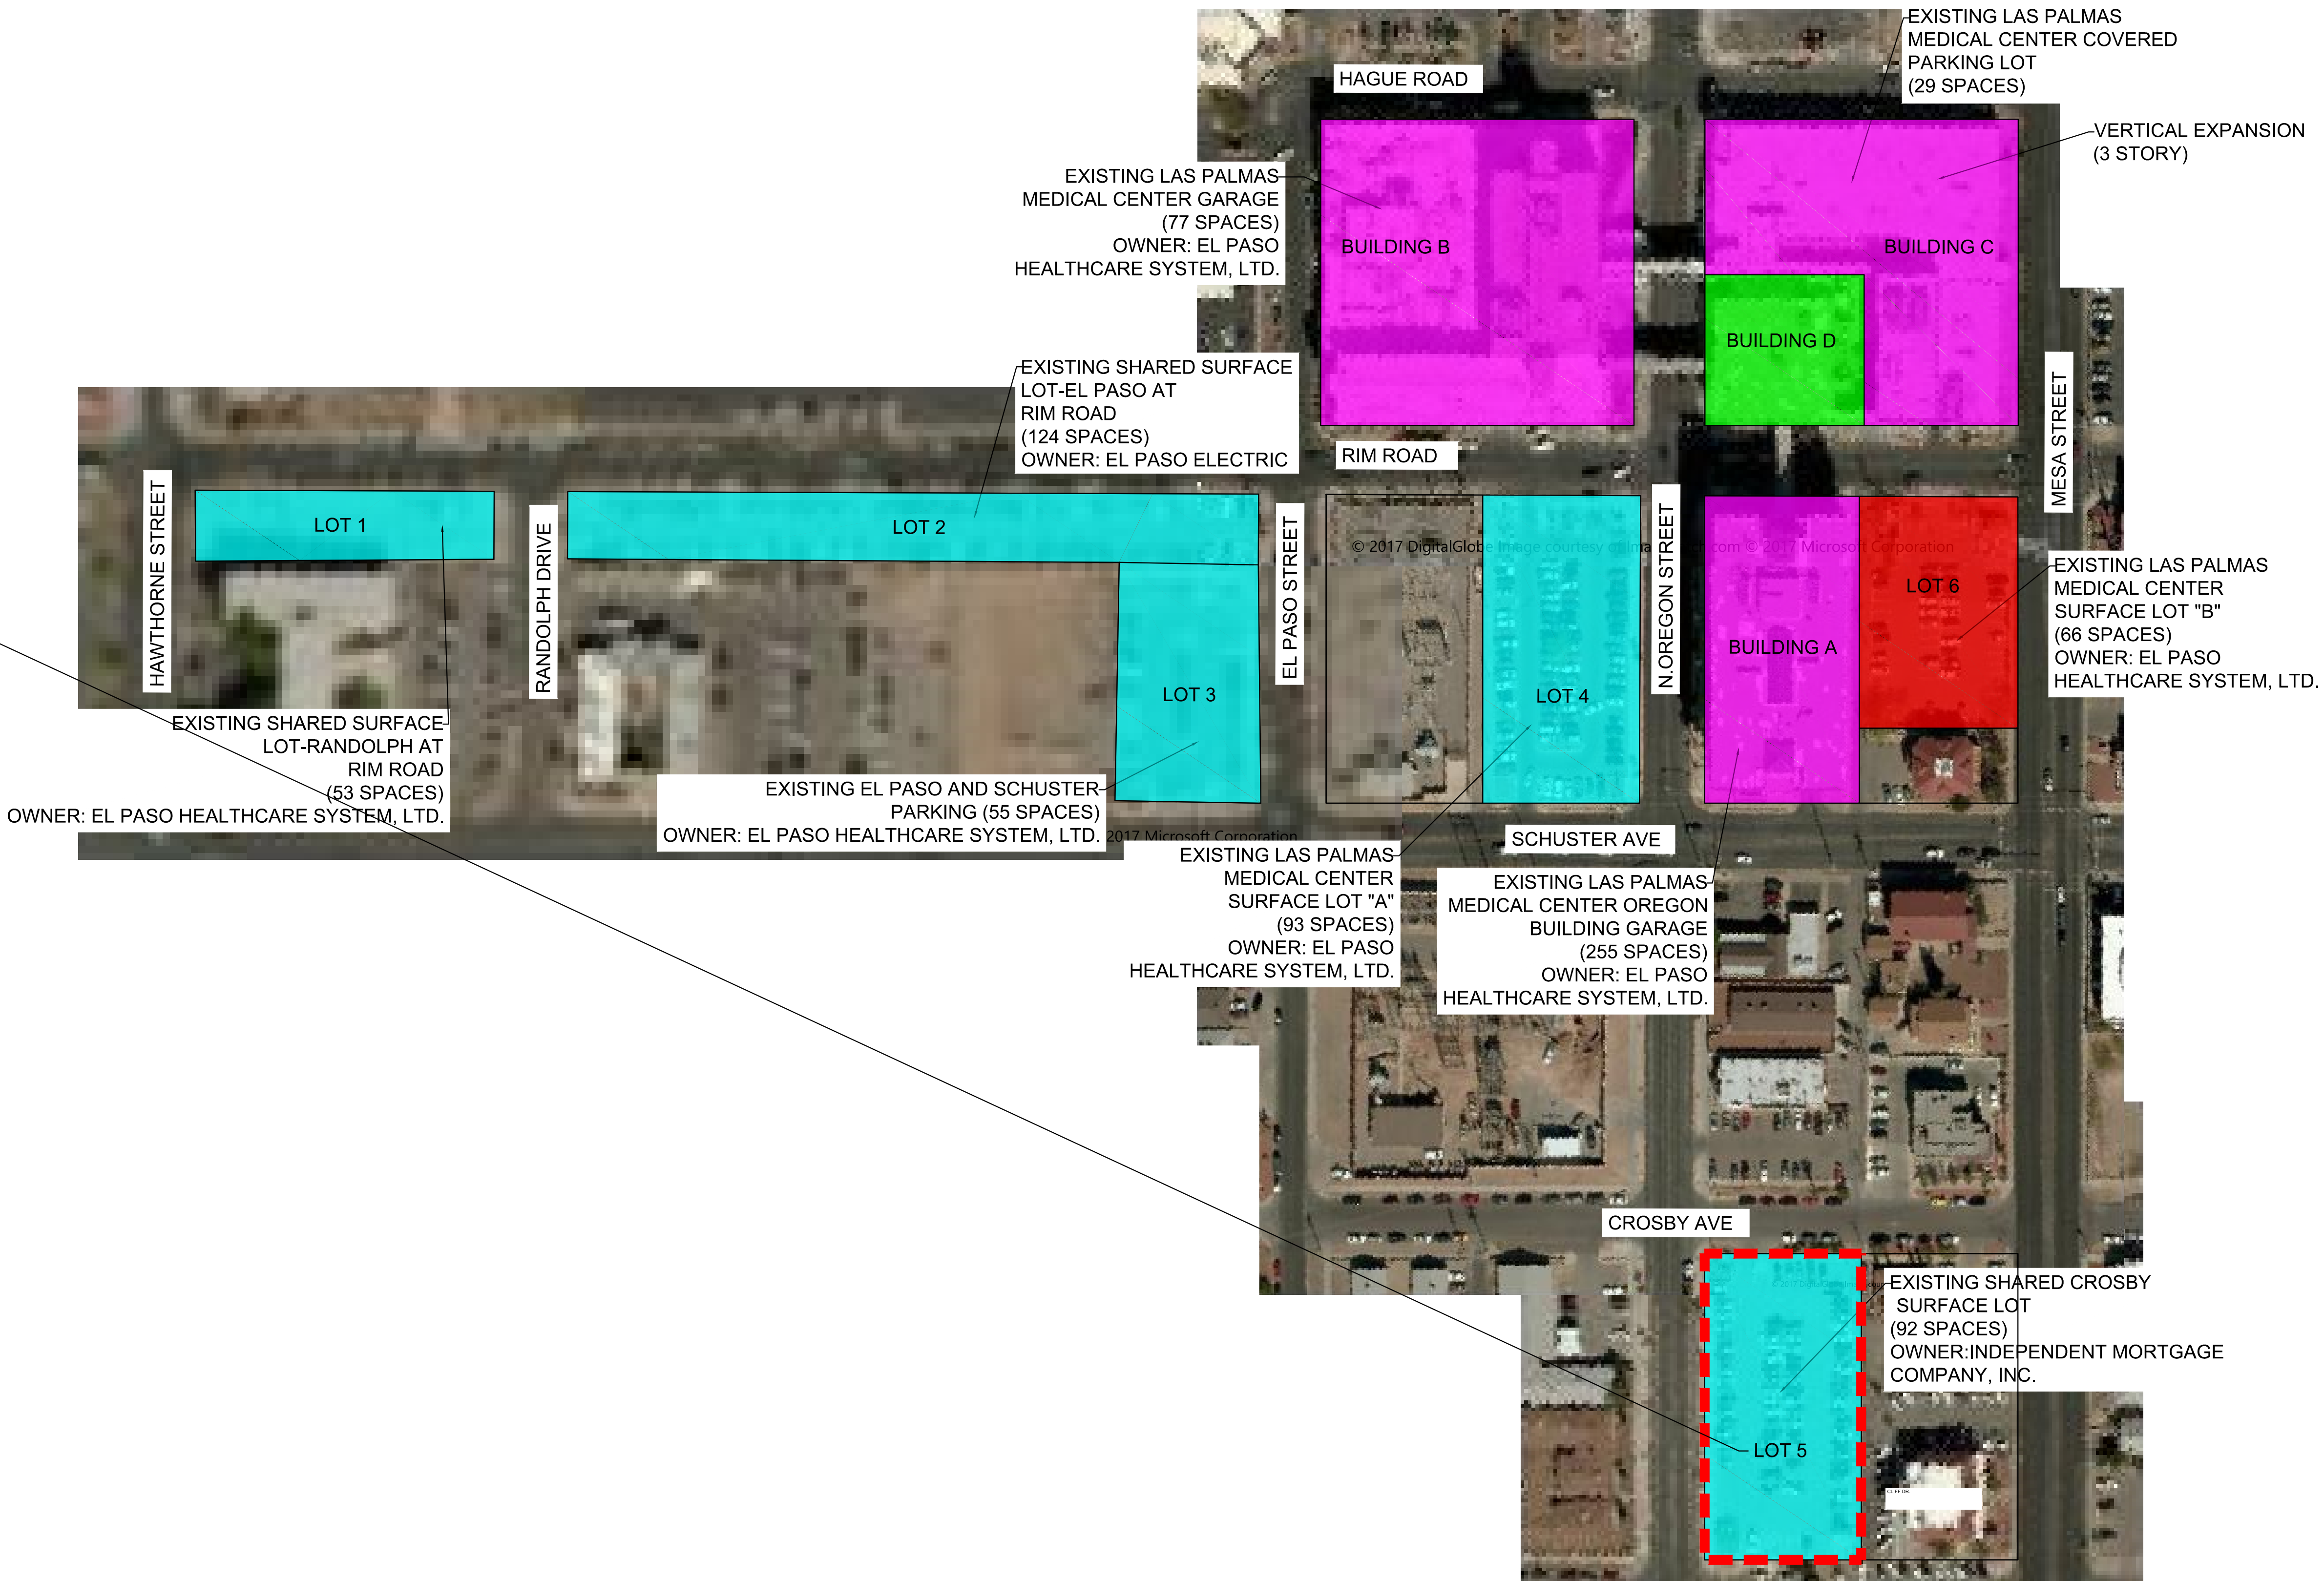 EXISTING LAS PALMAS
MEDICAL CENTER COVERED
PARKING LOT
(29 SPACES)
HAGUE ROAD
VERTICAL EXPANSION
(3 STORY)
EXISTING LAS PALMAS
MEDICAL CENTER GARAGE
(77 SPACES)
OWNER: EL PASO
HEALTHCARE SYSTEM, LTD.
BUILDING B
BUILDING C
BUILDING D
EXISTING SHARED SURFACE
LOT-EL PASO AT
RIM ROAD
(124 SPACES)
OWNER: EL PASO ELECTRIC
RIM ROAD
MESA STREET
HAWTHORNE STREET
LOT 1
RANDOLPH DRIVE
LOT 2
EL PASO STREET
N.OREGON STREET
© 2017 DigitalGlobe Image courtesy of
.com © 2017 Microsoft Corporation
LOT 6
EXISTING LAS PALMAS
MEDICAL CENTER
SURFACE LOT "B"
(66 SPACES)
OWNER: EL PASO
HEALTHCARE SYSTEM, LTD.
BUILDING A
LOT 3
LOT 4
EXISTING SHARED SURFACE
LOT-RANDOLPH AT
RIM ROAD
(53 SPACES)
OWNER: EL PASO HEALTHCARE SYSTEM, LTD.
EXISTING EL PASO AND SCHUSTER
PARKING (55 SPACES)
OWNER: EL PASO HEALTHCARE SYSTEM, LTD.
2017 Microsoft Corporation
SCHUSTER AVE
EXISTING LAS PALMAS
MEDICAL CENTER
SURFACE LOT "A"
(93 SPACES)
OWNER: EL PASO
HEALTHCARE SYSTEM, LTD.
EXISTING LAS PALMAS
MEDICAL CENTER OREGON
BUILDING GARAGE
(255 SPACES)
OWNER: EL PASO
HEALTHCARE SYSTEM, LTD.
CROSBY AVE
EXISTING SHARED CROSBY
SURFACE LOT
(92 SPACES)
OWNER:INDEPENDENT MORTGAGE
COMPANY, INC.
LOT 5
CLIFF DR.